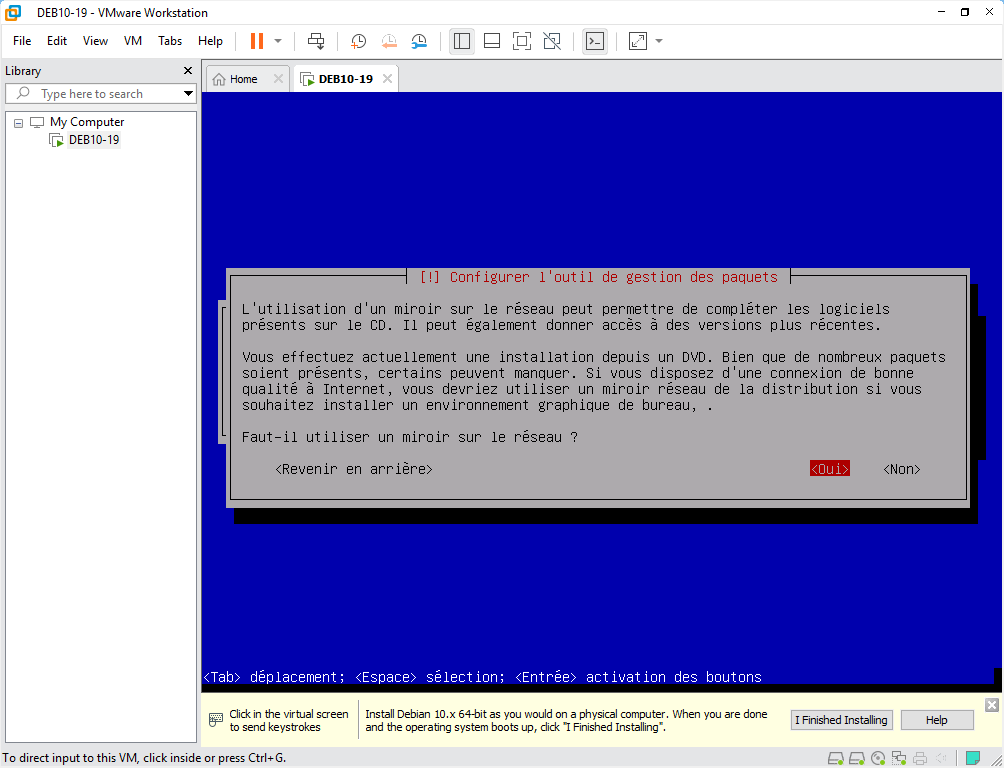 DEB10-19 - VMware Workstation
File Edit View VM Tabs Help
Library
Type here to search
My Computer
DEB10-19
Home
DEB10-19
[!] Configurer l'outil de gestion des paquets
L'utilisation d'un miroir sur le réseau peut permettre de compléter les logiciels
présents sur le CD. Il peut également donner accès à des versions plus récentes.
Vous effectuez actuellement une installation depuis un DVD. Bien que de nombreux paquets
soient présents, certains peuvent manquer. Si vous disposez d'une connexion de bonne
qualité à Internet, vous devriez utiliser un miroir réseau de la distribution si vous
souhaitez installer un environnement graphique de bureau, .
Faut-il utiliser un miroir sur le réseau ?
<Revenir en arrière> <Oui> <Non>
<Tab> déplacement; <Espace> sélection; <Entrée> activation des boutons
Click in the virtual screen
to send keystrokes
Install Debian 10.x 64-bit as you would on a physical computer. When you are done
and the operating system boots up, click "I Finished Installing".
I Finished Installing
Help
To direct input to this VM, click inside or press Ctrl+G.